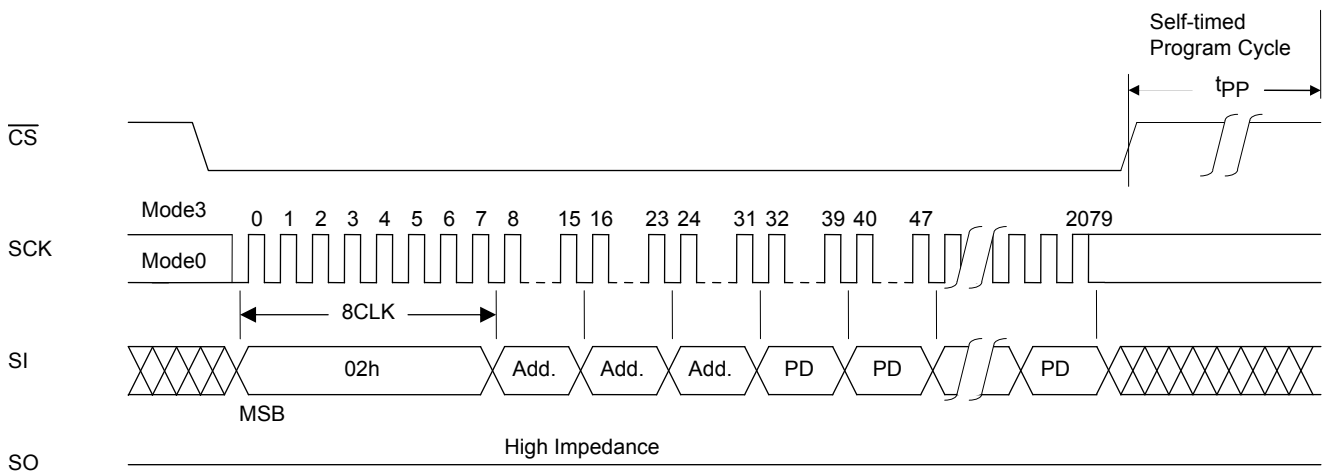 Self-timed
Program Cycle
tPP
CS
Mode3
0 1 2 3 4 5 6 7 8 15 16 23 24 31 32 39 40 47 2079
SCK
Mode0
8CLK
SI
02h Add. Add. Add. PD PD PD
MSB
High Impedance
SO